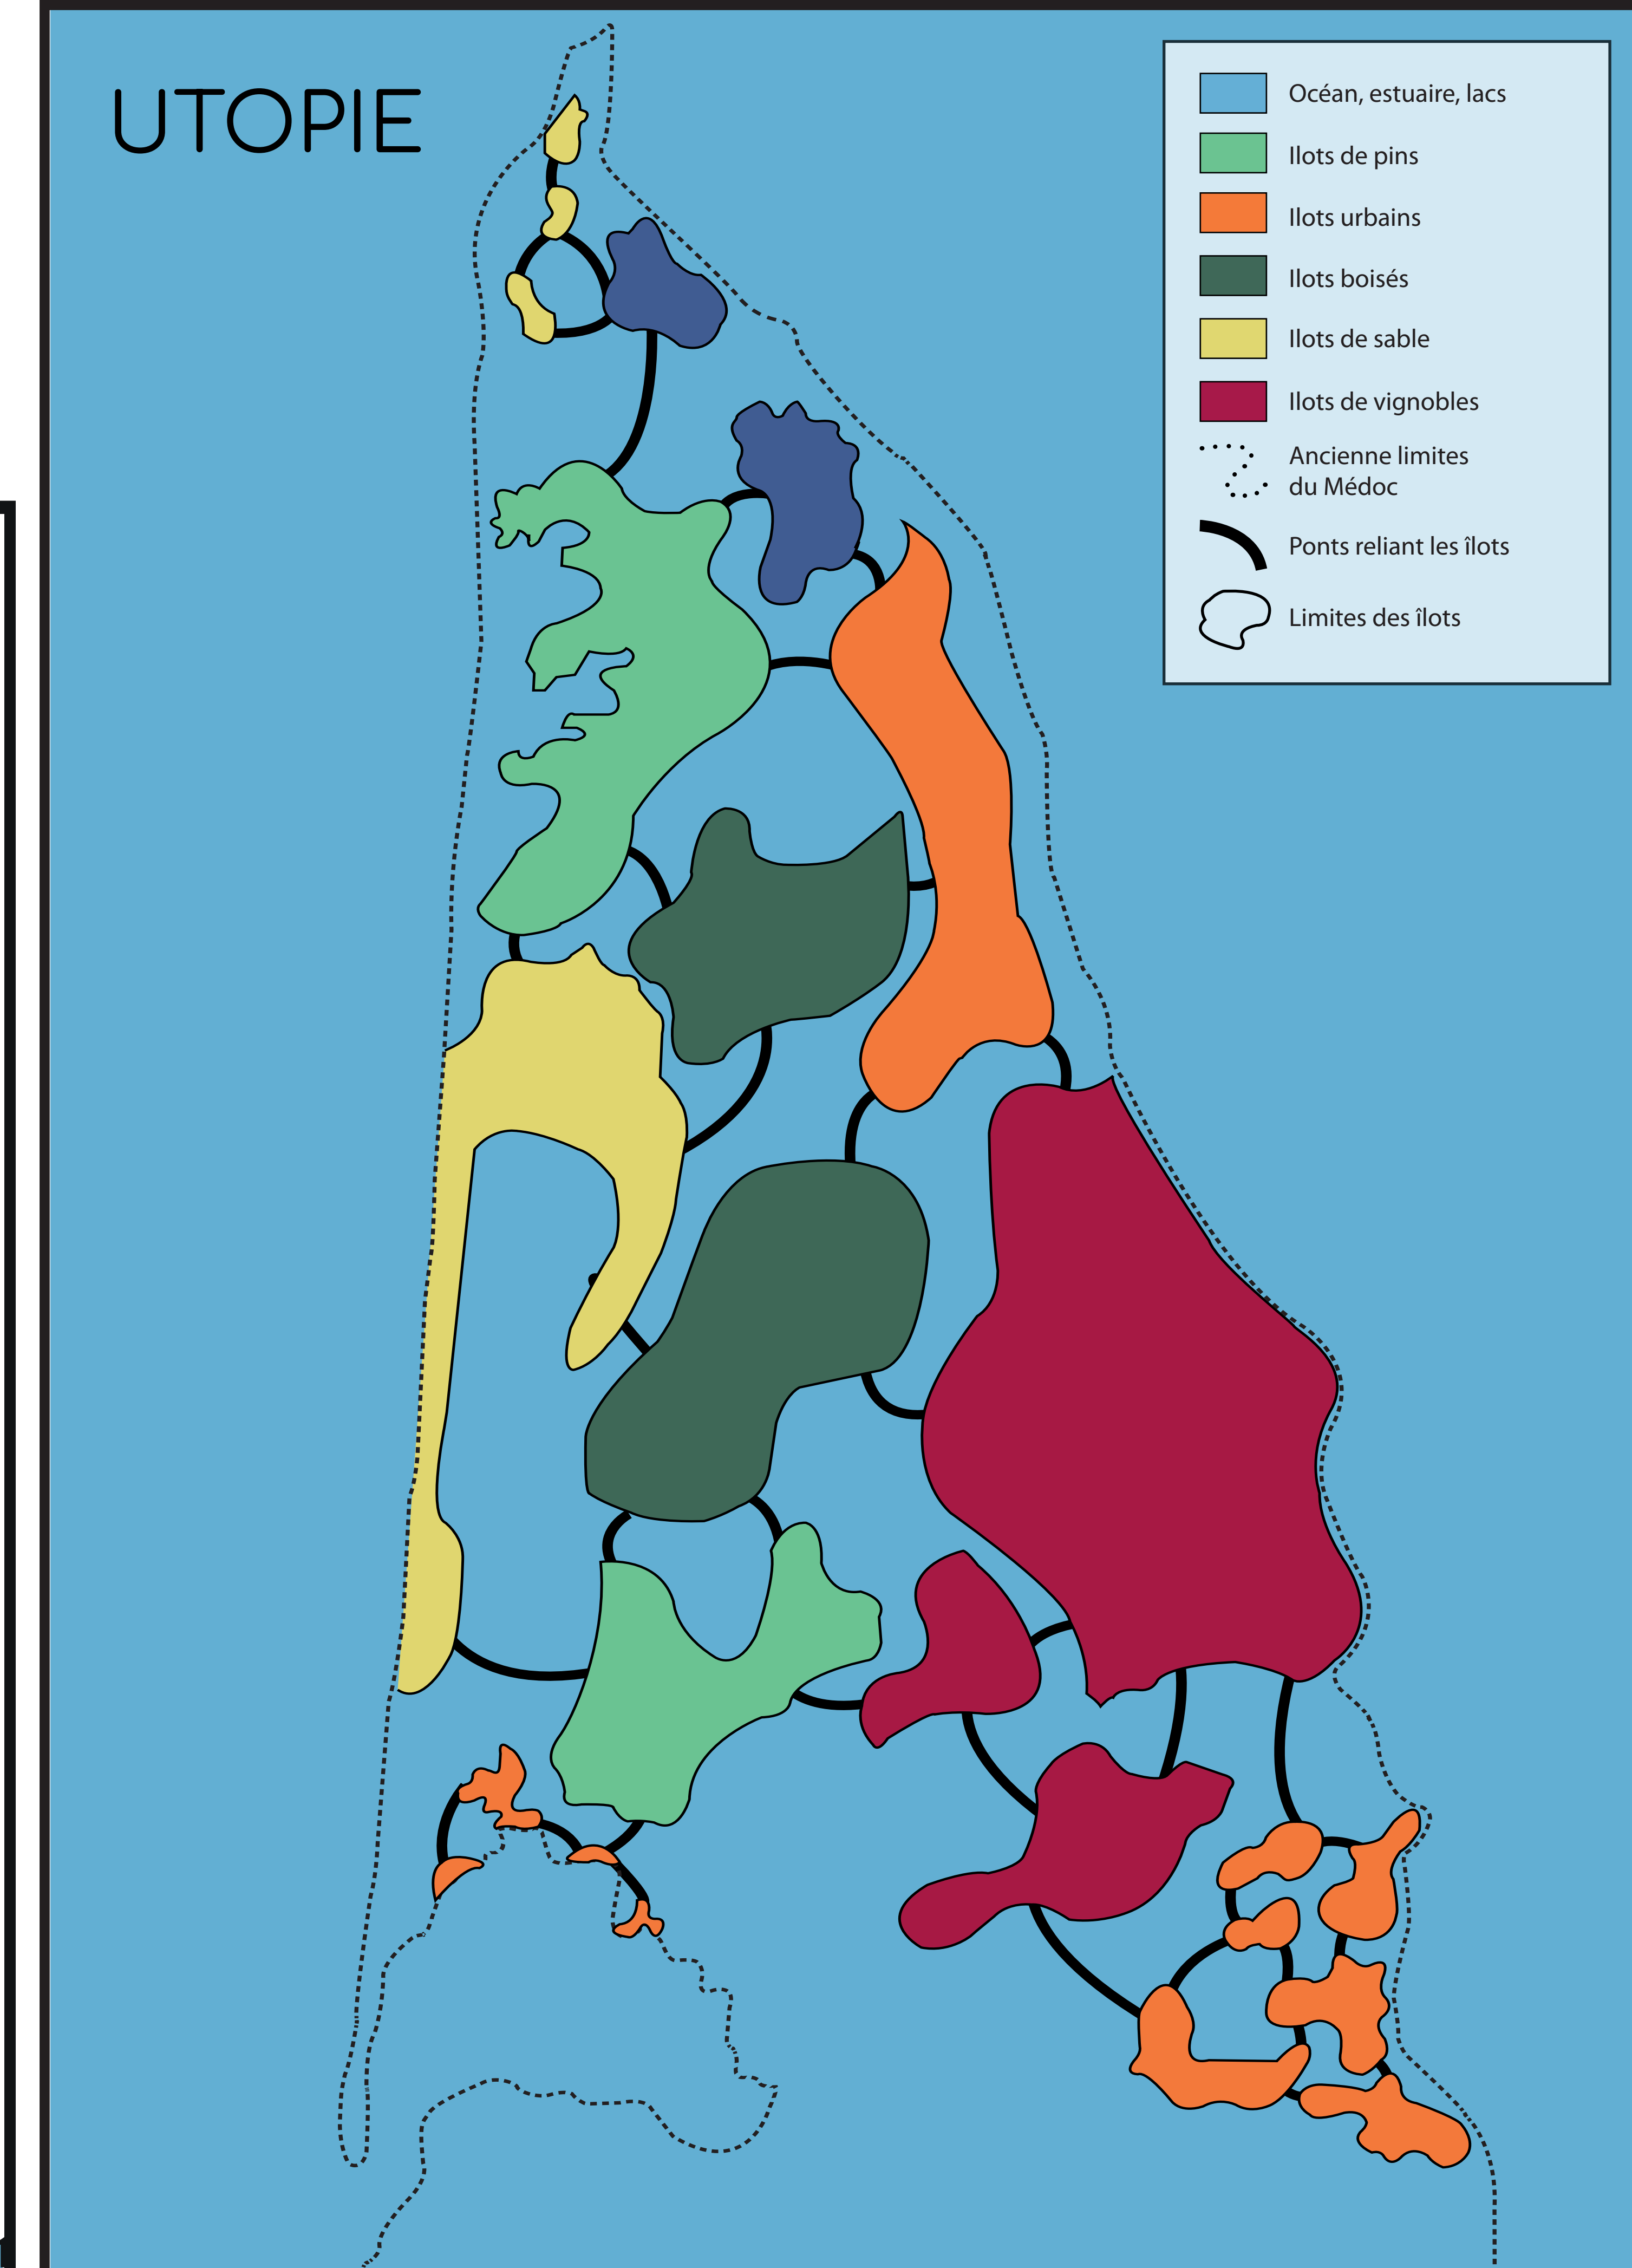 UTOPIE
Océan, estuaire, lacs
Ilots de pins
Ilots urbains
Ilots boisés
Ilots de sable
Ilots de vignobles
Ancienne limites
du Médoc
Ponts reliant les îlots
Limites des îlots